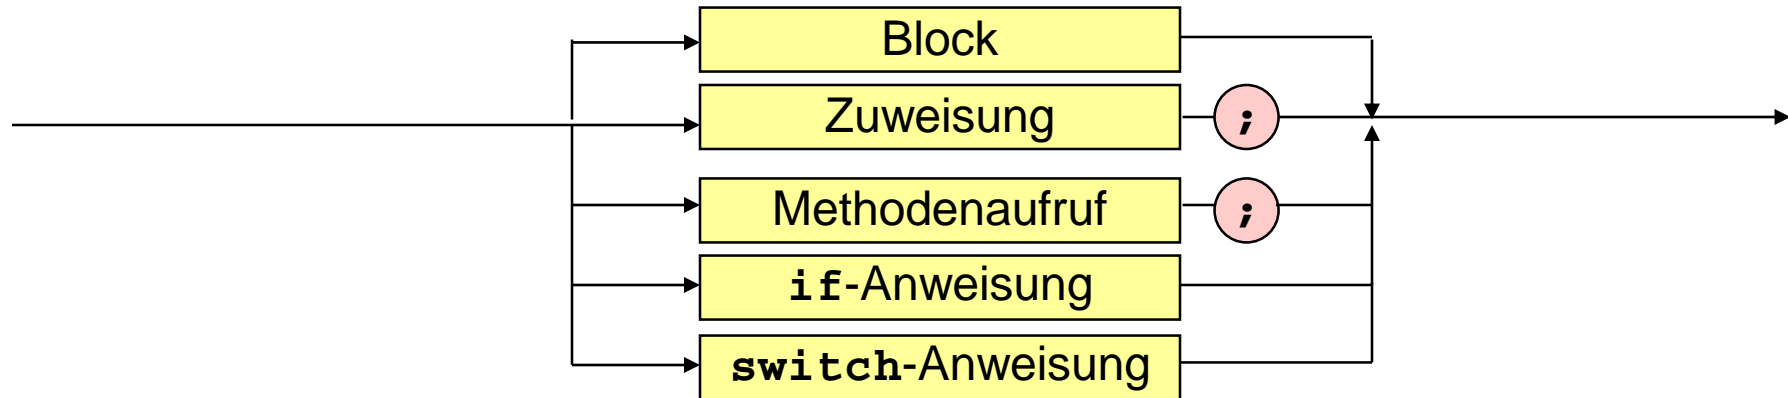 Block
Zuweisung ;
Methodenaufruf ;
if-Anweisung
switch-Anweisung